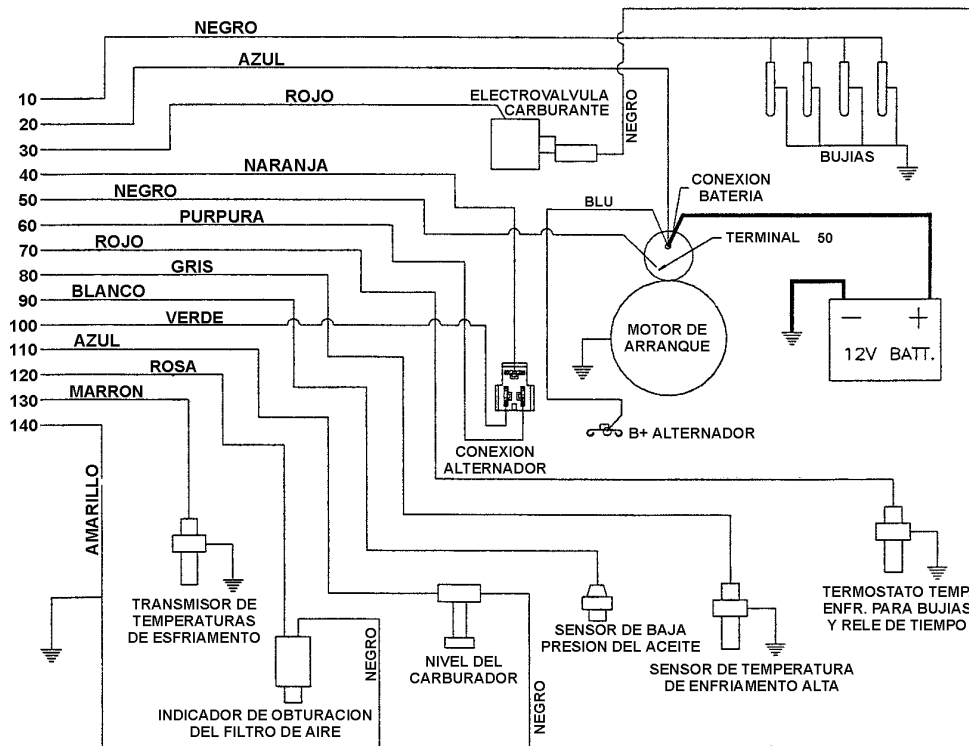 NEGRO
AZUL
10
ROJO
ELECTROVALVULA
CARBURANTE
NEGRO
20
30
BUJIAS
40
NARANJA
CONEXION
BATERIA
50
NEGRO
BLU
60
PURPURA
TERMINAL 50
70
ROJO
80
GRIS
90
BLANCO
100
VERDE
MOTOR DE
ARRANQUE
− +
12V BATT.
110
AZUL
120
ROSA
130
MARRON
140
B+ ALTERNADOR
CONEXION
ALTERNADOR
AMARILLO
TRANSMISOR DE
TEMPERATURAS
DE ESFRIAMENTO
INDICADOR DE OBTURACION
DEL FILTRO DE AIRE
NEGRO
NIVEL DEL
CARBURADOR
NEGRO
SENSOR DE BAJA
PRESION DEL ACEITE
SENSOR DE TEMPERATURA
DE ENFRIAMENTO ALTA
TERMOSTATO TEMP
ENFR. PARA BUJIAS
Y RELE DE TIEMPO